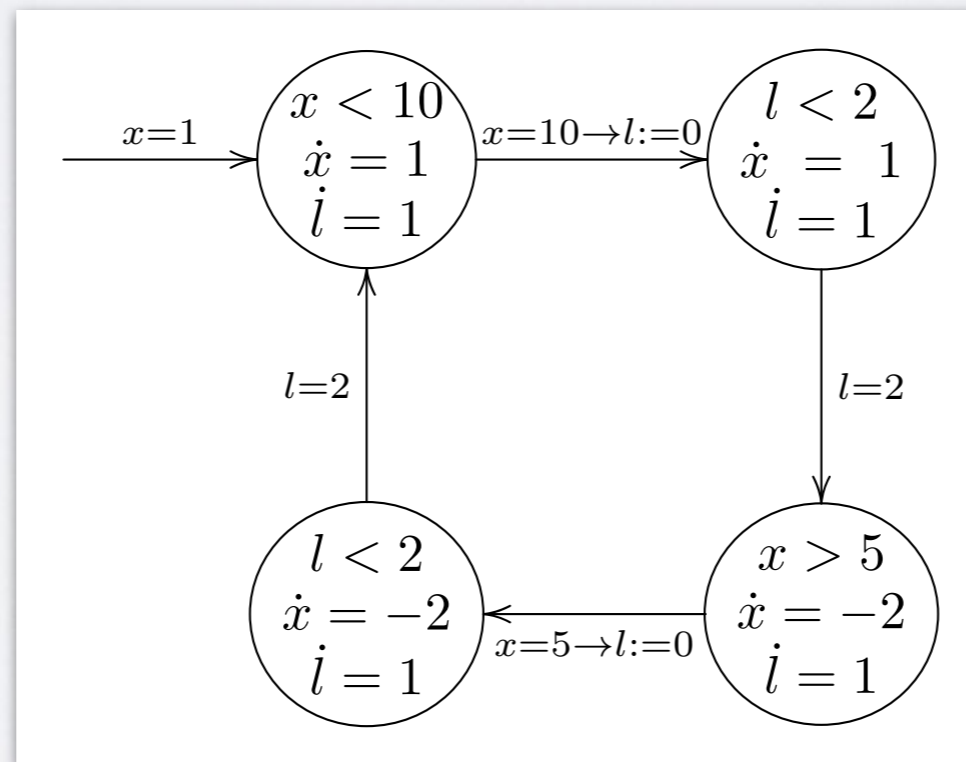 x=1
x < 10
ẋ = 1
l̇ = 1
x=10→l:=0
l < 2
ẋ = 1
l̇ = 1
l=2
l=2
l < 2
ẋ = −2
l̇ = 1
x=5→l:=0
x > 5
ẋ = −2
l̇ = 1